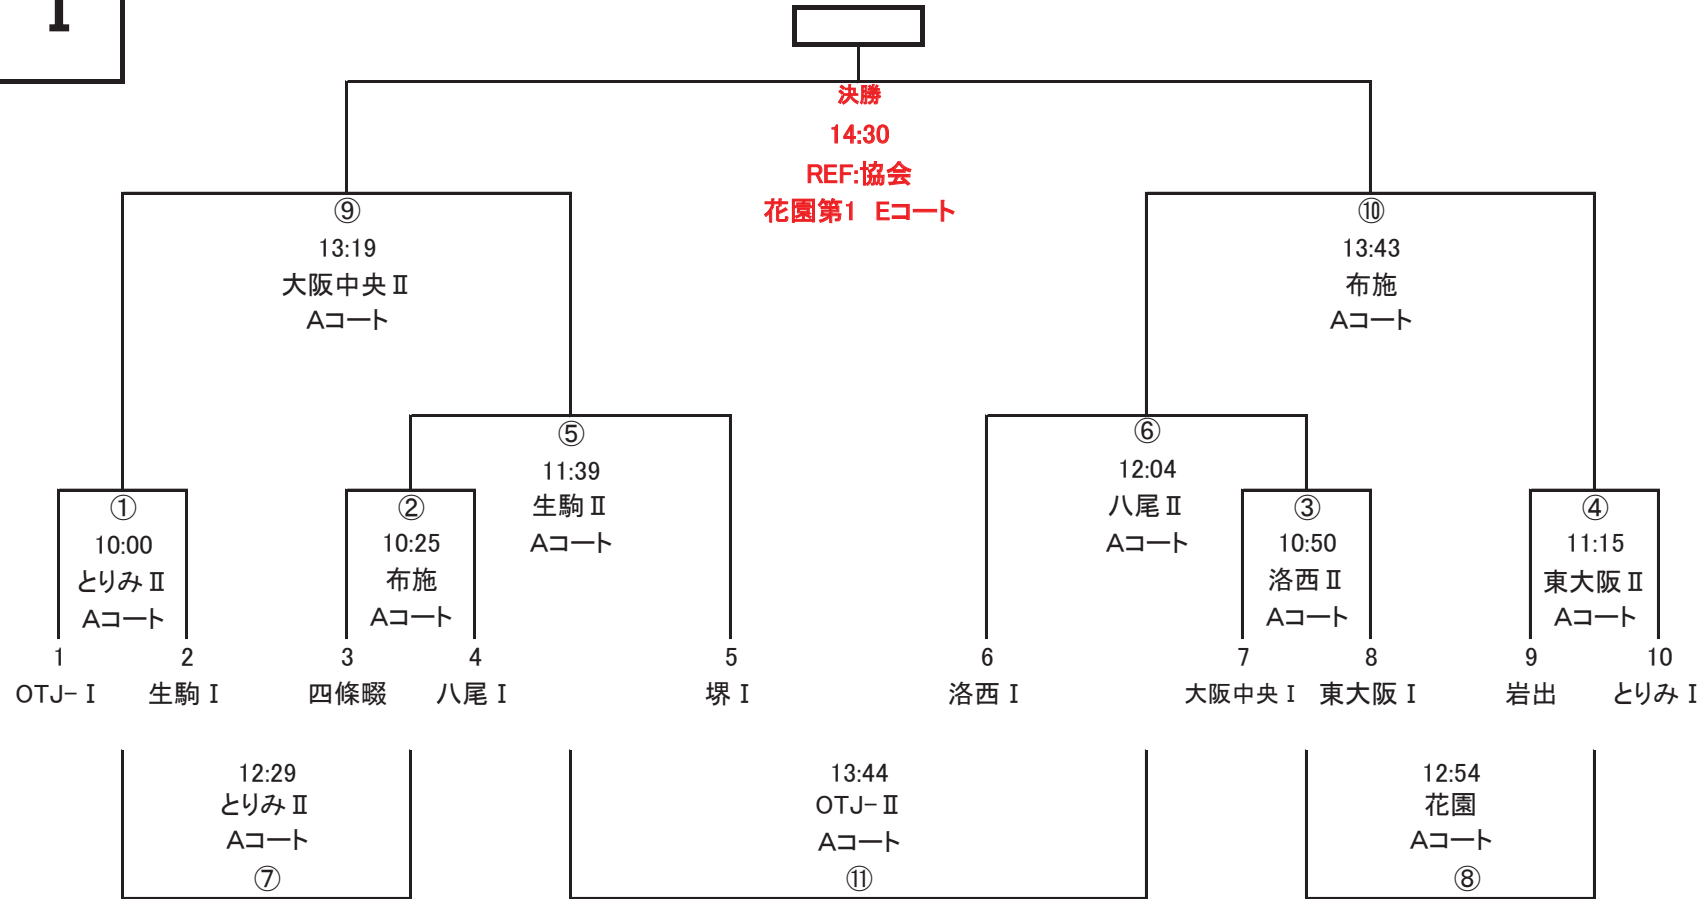 Ⅰ
決勝
14:30
REF:協会
花園第1 Eコート
⑨
13:19
大阪中央Ⅱ
Aコート
⑩
13:43
布施
Aコート
⑤
11:39
生駒Ⅱ
Aコート
⑥
12:04
八尾Ⅱ
Aコート
①
10:00
とりみⅡ
Aコート
②
10:25
布施
Aコート
③
10:50
洛西Ⅱ
Aコート
④
11:15
東大阪Ⅱ
Aコート
1 2 3 4 5 6 7 8 9 10
OTJ-Ⅰ 生駒Ⅰ 四條畷 八尾Ⅰ 堺Ⅰ 洛西Ⅰ 大阪中央Ⅰ 東大阪Ⅰ 岩出 とりみⅠ
12:29
とりみⅡ
Aコート
⑦
13:44
OTJ-Ⅱ
Aコート
⑪
12:54
花園
Aコート
⑧